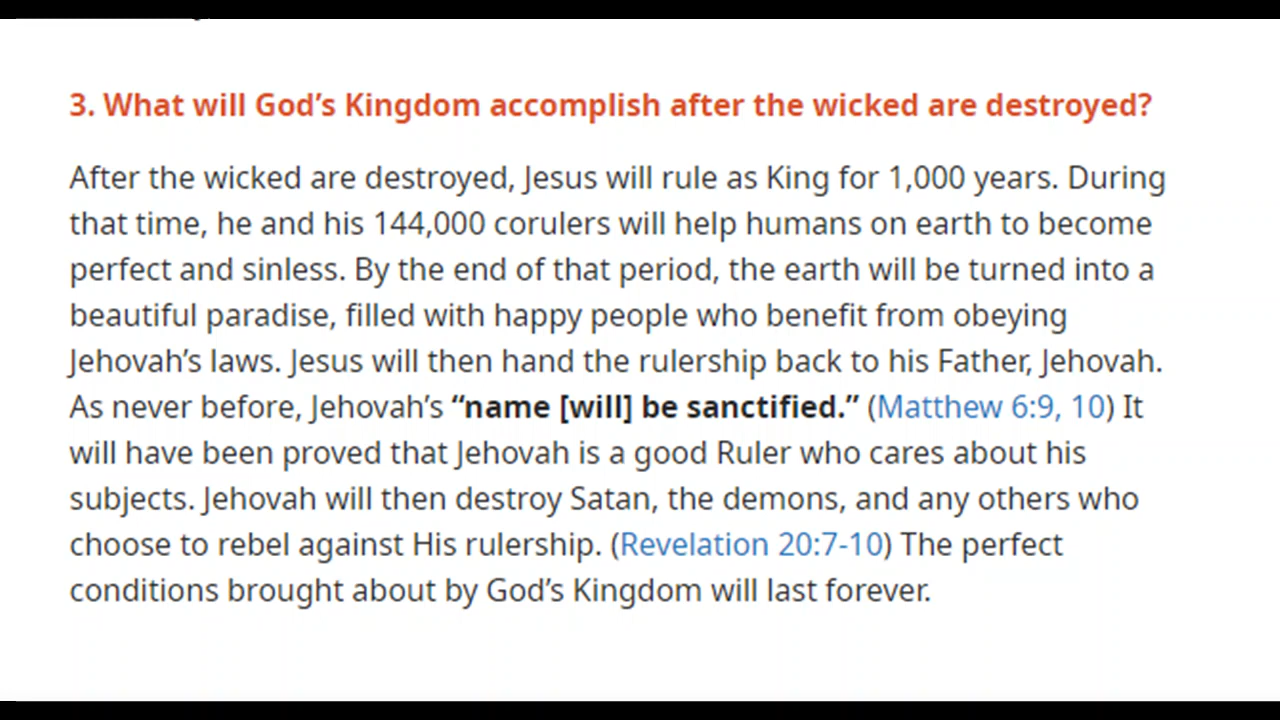 3. What will God’s Kingdom accomplish after the wicked are destroyed?
After the wicked are destroyed, Jesus will rule as King for 1,000 years. During
that time, he and his 144,000 corulers will help humans on earth to become
perfect and sinless. By the end of that period, the earth will be turned into a
beautiful paradise, filled with happy people who benefit from obeying
Jehovah’s laws. Jesus will then hand the rulership back to his Father, Jehovah.
As never before, Jehovah’s “name [will] be sanctified.” (Matthew 6:9, 10) It
will have been proved that Jehovah is a good Ruler who cares about his
subjects. Jehovah will then destroy Satan, the demons, and any others who
choose to rebel against His rulership. (Revelation 20:7-10) The perfect
conditions brought about by God’s Kingdom will last forever.